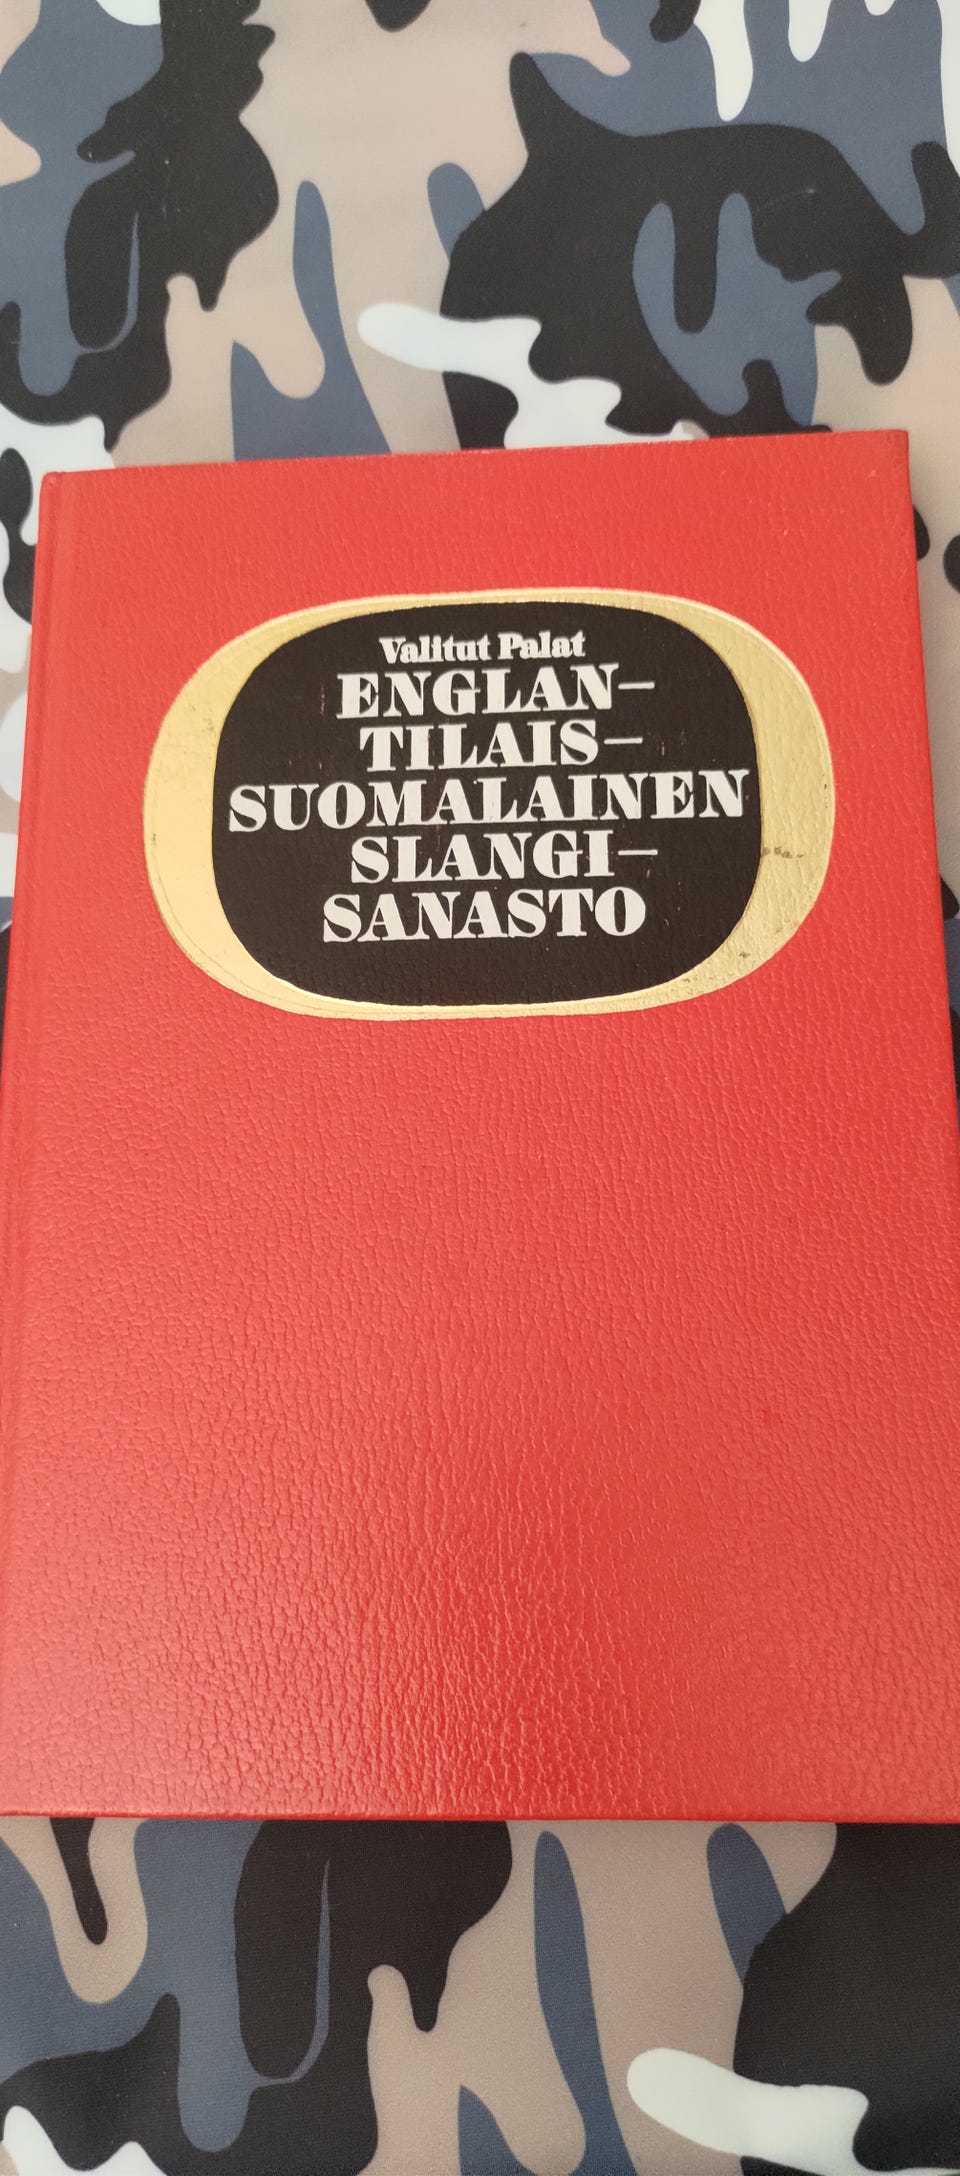 Valitut Palat
ENGLAN–
TILAIS–
SUOMALAINEN
SLANGI–
SANASTO